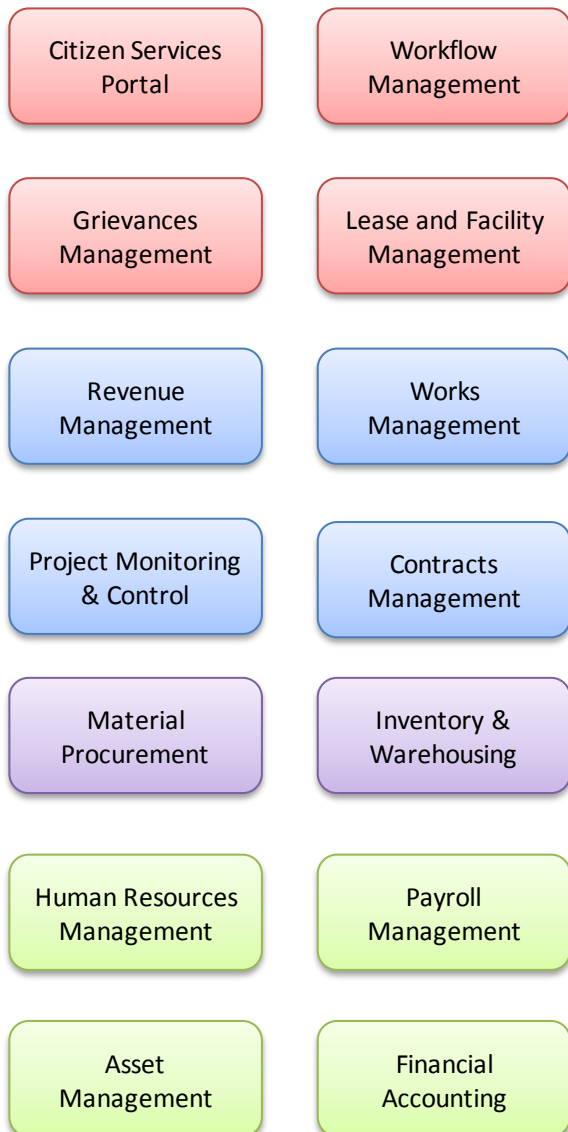 Citizen Services
Portal
Workflow
Management
Grievances
Management
Lease and Facility
Management
Revenue
Management
Works
Management
Project Monitoring
& Control
Contracts
Management
Material
Procurement
Inventory &
Warehousing
Human Resources
Management
Payroll
Management
Asset
Management
Financial
Accounting